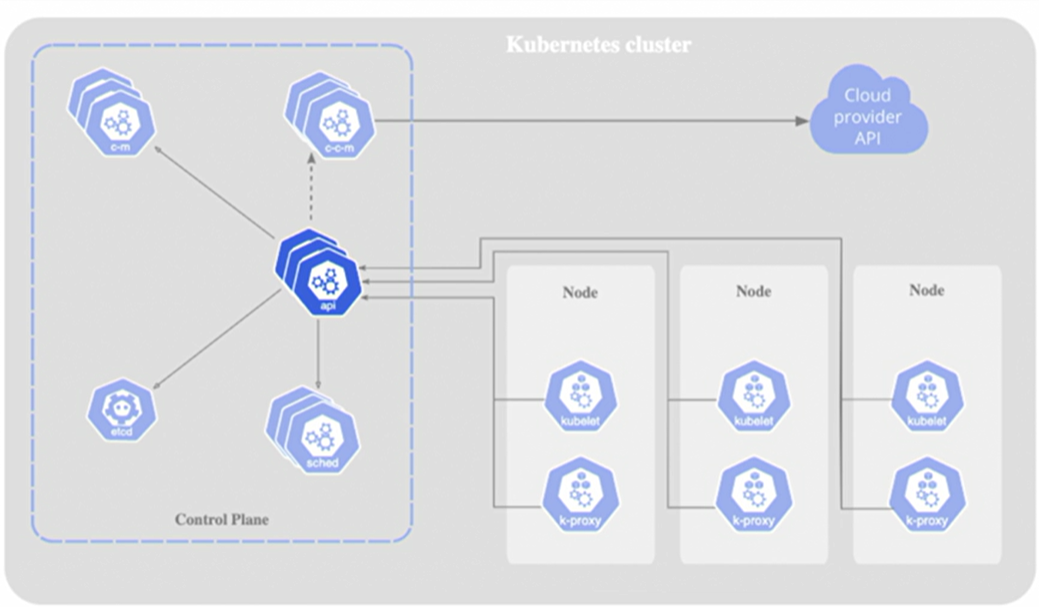 Kubernetes cluster
c-m
c-c-m
Cloud
provider
API
api
etcd
sched
Control Plane
Node
kubelet
k-proxy
Node
kubelet
k-proxy
Node
kubelet
k-proxy